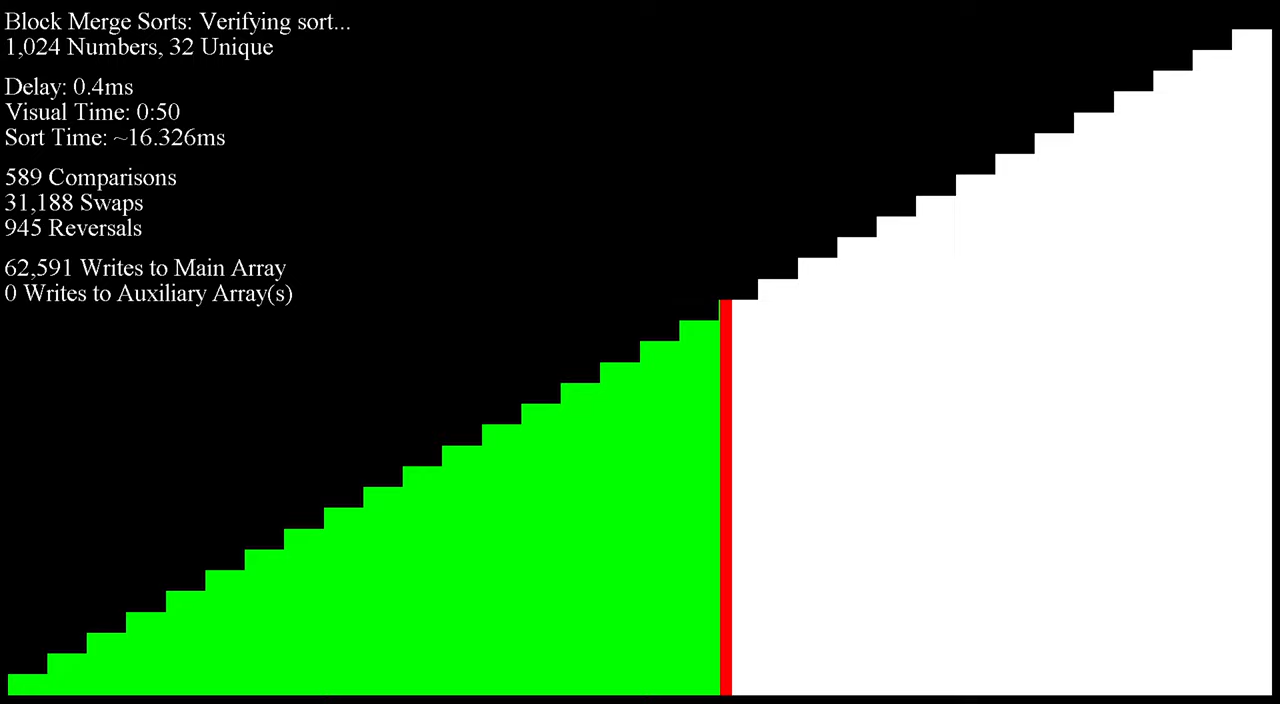 Block Merge Sorts: Verifying sort...
1,024 Numbers, 32 Unique
Delay: 0.4ms
Visual Time: 0:50
Sort Time: ~16.326ms
589 Comparisons
31,188 Swaps
945 Reversals
62,591 Writes to Main Array
0 Writes to Auxiliary Array(s)